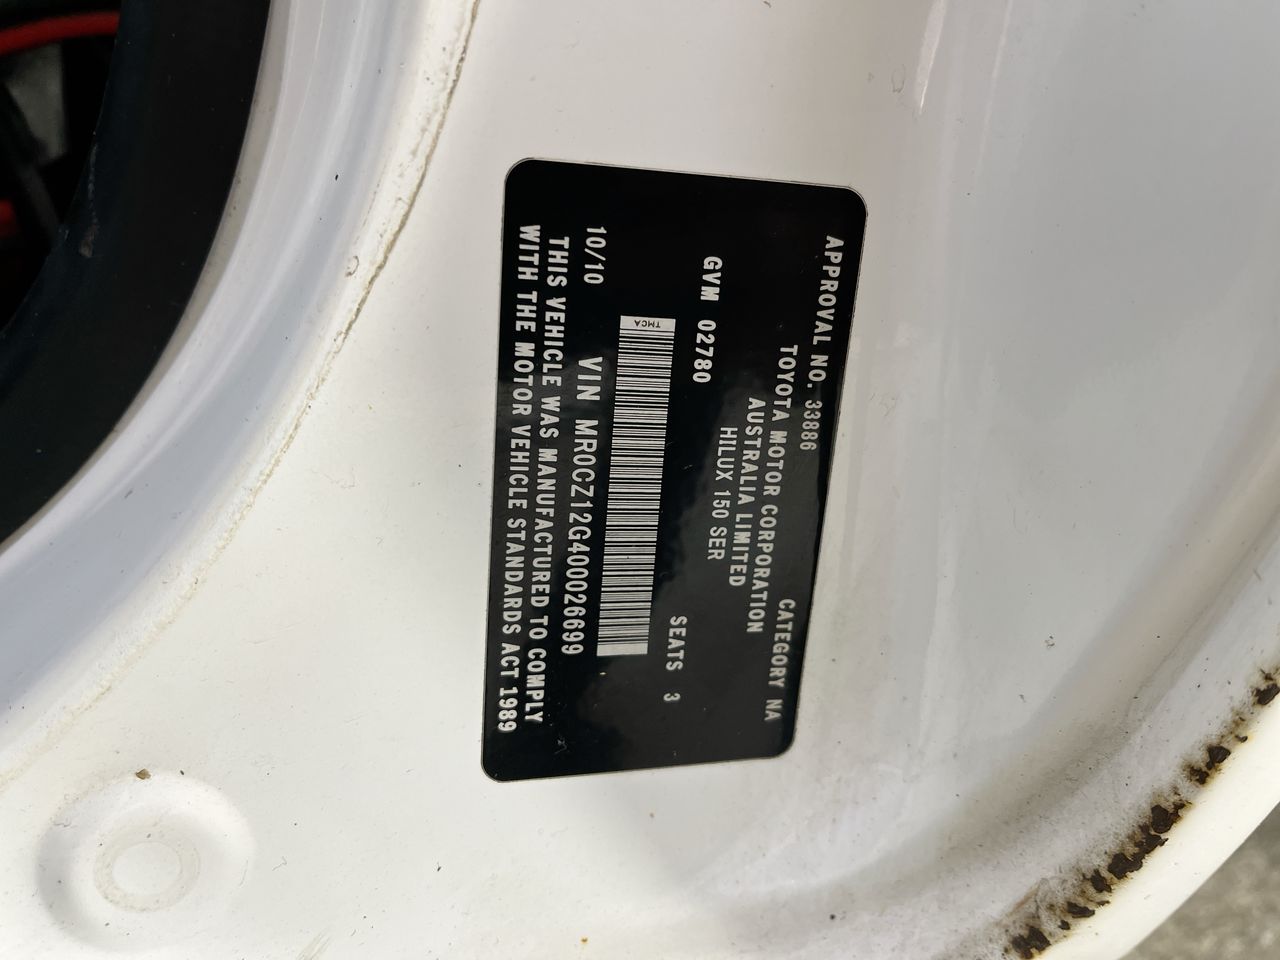 APPROVAL NO. 33886 CATEGORY NA
TOYOTA MOTOR CORPORATION
AUSTRALIA LIMITED
HILUX 150 SER
GVM 02780 SEATS 3
TMCA
10/10 VIN MR0CZ12G400026699
THIS VEHICLE WAS MANUFACTURED TO COMPLY
WITH THE MOTOR VEHICLE STANDARDS ACT 1989